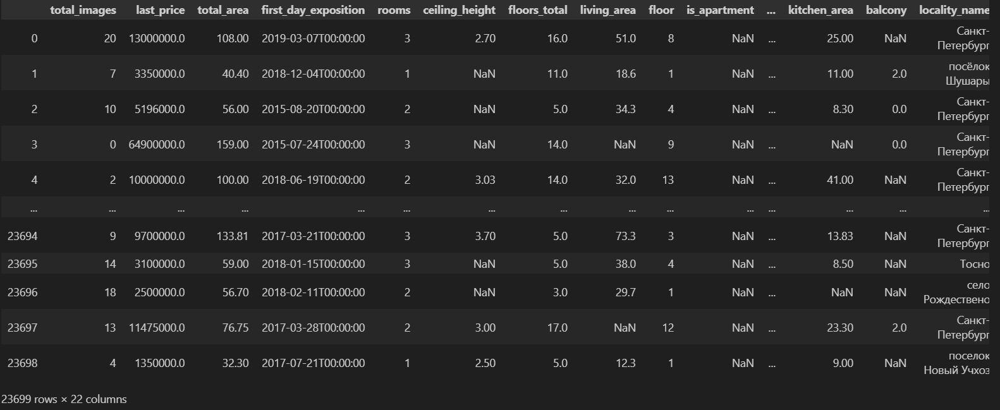 total_images last_price total_area first_day_exposition rooms ceiling_height floors_total living_area floor is_apartment ... kitchen_area balcony locality_name
0 20 13000000.0 108.00 2019-03-07T00:00:00 3 2.70 16.0 51.0 8 NaN ... 25.00 NaN Санкт-
Петербург
1 7 3350000.0 40.40 2018-12-04T00:00:00 1 NaN 11.0 18.6 1 NaN ... 11.00 2.0 посёлок
Шушары
2 10 5196000.0 56.00 2015-08-20T00:00:00 2 NaN 5.0 34.3 4 NaN ... 8.30 0.0 Санкт-
Петербург
3 0 64900000.0 159.00 2015-07-24T00:00:00 3 NaN 14.0 NaN 9 NaN ... NaN 0.0 Санкт-
Петербург
4 2 10000000.0 100.00 2018-06-19T00:00:00 2 3.03 14.0 32.0 13 NaN ... 41.00 NaN Санкт-
Петербург
... ... ... ... ... ... ... ... ... ... ... ... ... ... ...
23694 9 9700000.0 133.81 2017-03-21T00:00:00 3 3.70 5.0 73.3 3 NaN ... 13.83 NaN Санкт-
Петербург
23695 14 3100000.0 59.00 2018-01-15T00:00:00 3 NaN 5.0 38.0 4 NaN ... 8.50 NaN Тосно
23696 18 2500000.0 56.70 2018-02-11T00:00:00 2 NaN 3.0 29.7 1 NaN ... NaN NaN село
Рождествено
23697 13 11475000.0 76.75 2017-03-28T00:00:00 2 3.00 17.0 NaN 12 NaN ... 23.30 2.0 Санкт-
Петербург
23698 4 1350000.0 32.30 2017-07-21T00:00:00 1 2.50 5.0 12.3 1 NaN ... 9.00 NaN поселок
Новый Учхоз
23699 rows × 22 columns